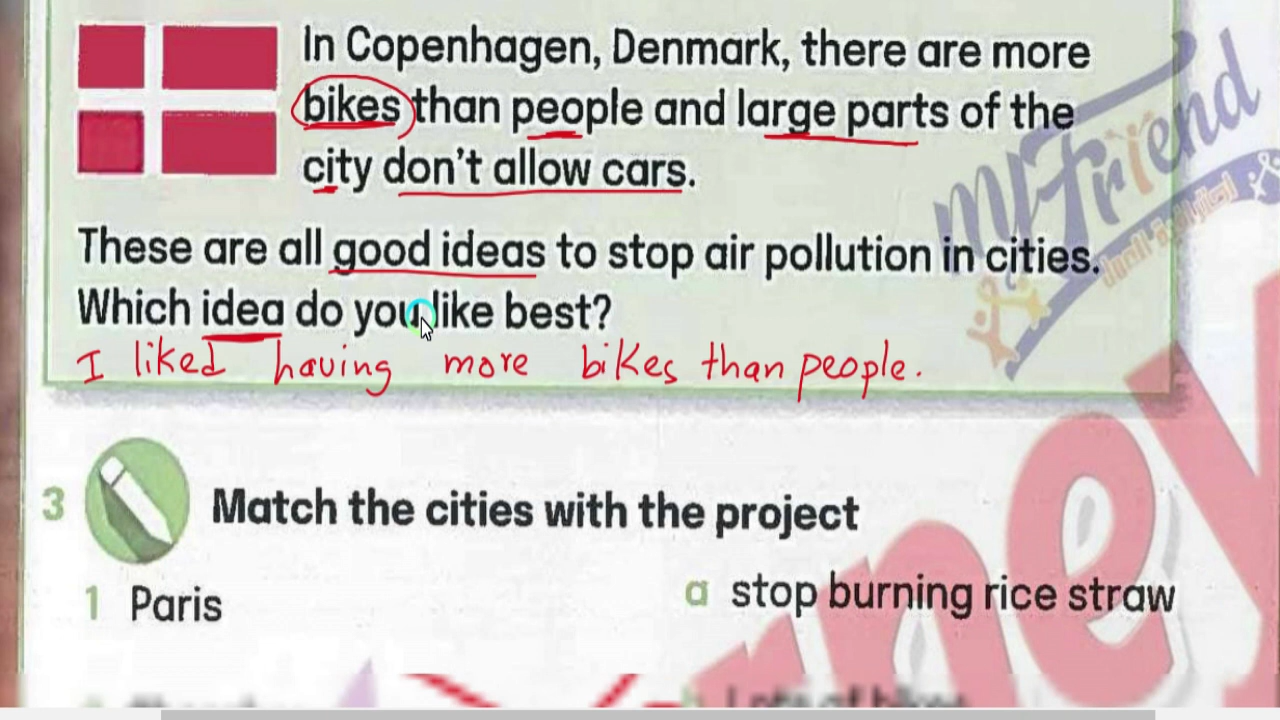 In Copenhagen, Denmark, there are more
bikes than people and large parts of the
city don't allow cars.
These are all good ideas to stop air pollution in cities.
Which idea do you like best?
I liked having more bikes than people.
3 Match the cities with the project
1 Paris
a stop burning rice straw
my Friend